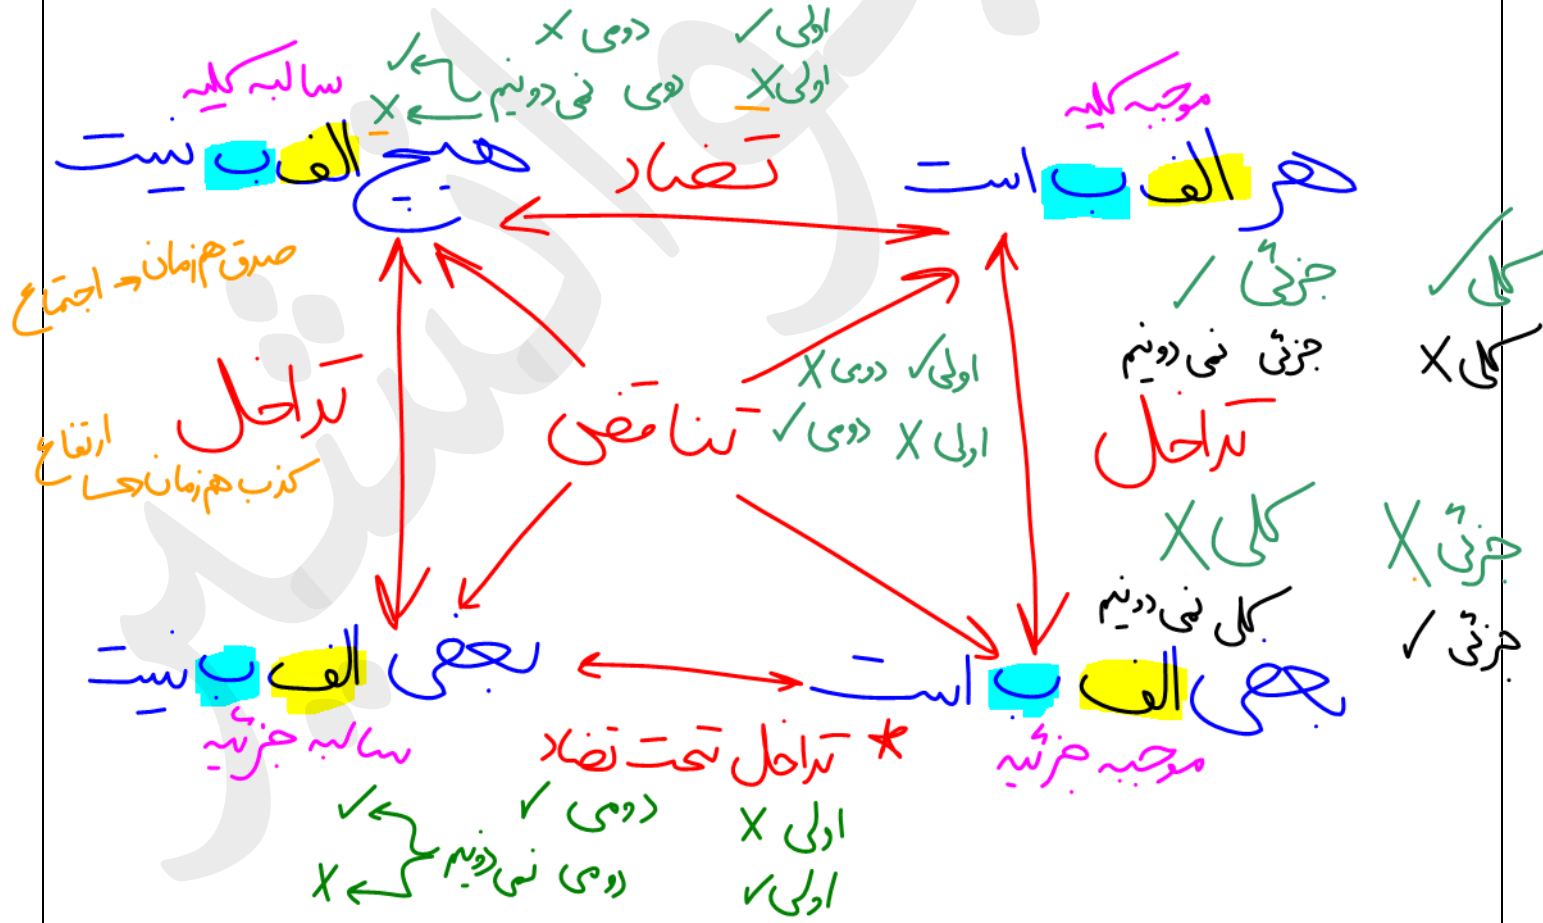 اولی ✓ دومی X
اولی X دومی نمی دونیم ✓ X
موجبه کلیه
سالبه کلیه
هر الف ب است
تضاد
هیچ الف ب نیست
کلی ✓ جزئی ✓
کلی X جزئی نمی دونیم
تداخل
جزئی X کلی X
جزئی ✓ کلی نمی دونیم
صدق هم زمان → اجتماع
تداخل
ارتفاع
کذب هم زمان
تناقض
اولی ✓ دومی X
اولی X دومی ✓
بعضی الف ب است
موجبه جزئیه
بعضی الف ب نیست
سالبه جزئیه
* تداخل تحت تضاد
اولی X دومی ✓
اولی ✓ دومی نمی دونیم ✓ X